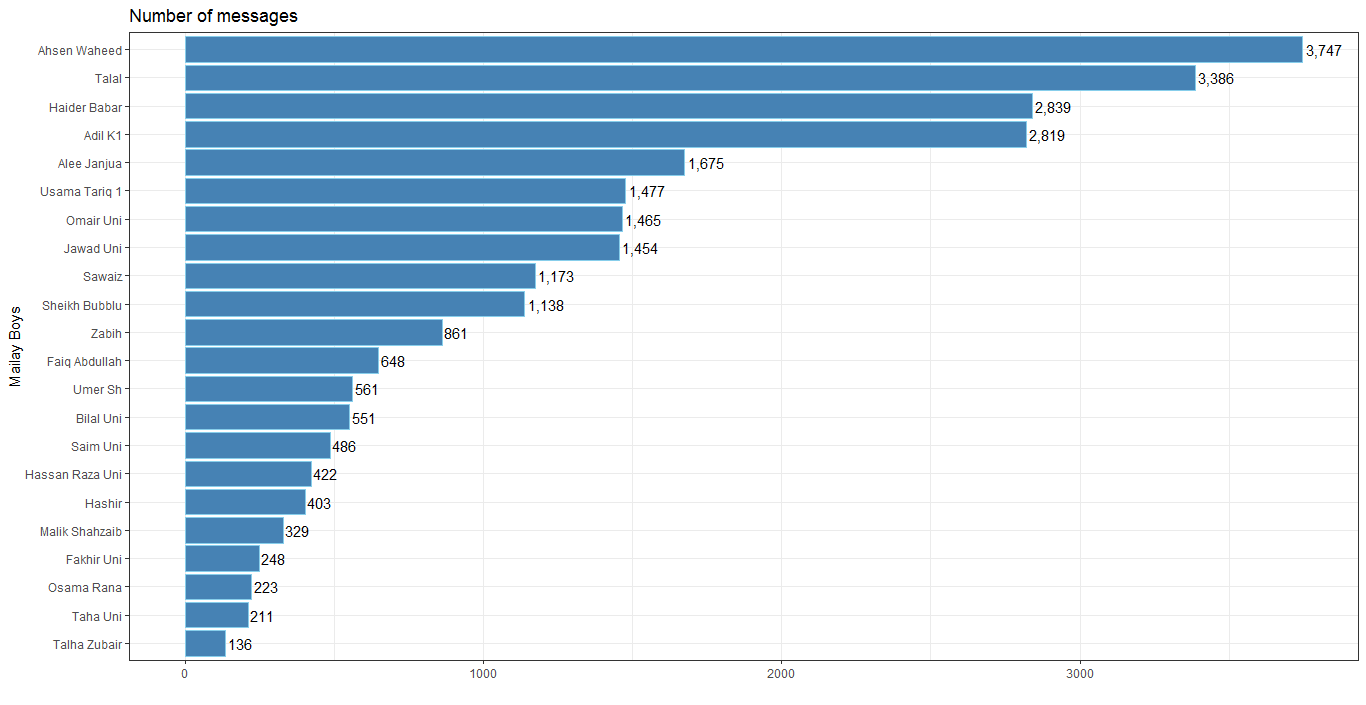 Number of messages
Mailay Boys
Ahsen Waheed 3,747
Talal 3,386
Haider Babar 2,839
Adil K1 2,819
Alee Janjua 1,675
Usama Tariq 1 1,477
Omair Uni 1,465
Jawad Uni 1,454
Sawaiz 1,173
Sheikh Bubblu 1,138
Zabih 861
Faiq Abdullah 648
Umer Sh 561
Bilal Uni 551
Saim Uni 486
Hassan Raza Uni 422
Hashir 403
Malik Shahzaib 329
Fakhir Uni 248
Osama Rana 223
Taha Uni 211
Talha Zubair 136
0 1000 2000 3000